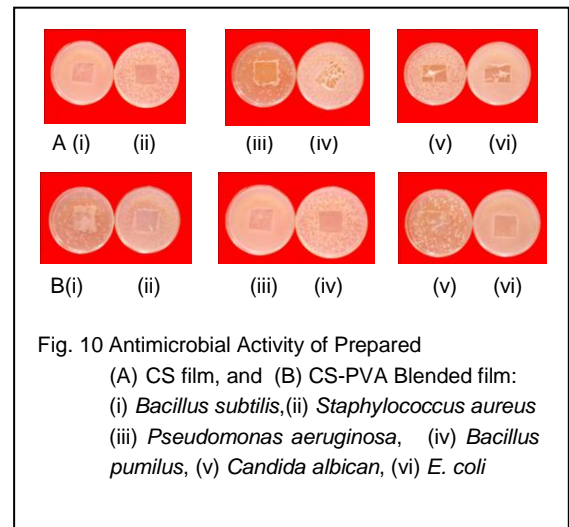 A (i) (ii) (iii) (iv) (v) (vi)
B(i) (ii) (iii) (iv) (v) (vi)
Fig. 10 Antimicrobial Activity of Prepared
(A) CS film, and (B) CS-PVA Blended film:
(i) Bacillus subtilis,(ii) Staphylococcus aureus
(iii) Pseudomonas aeruginosa, (iv) Bacillus
pumilus, (v) Candida albican, (vi) E. coli